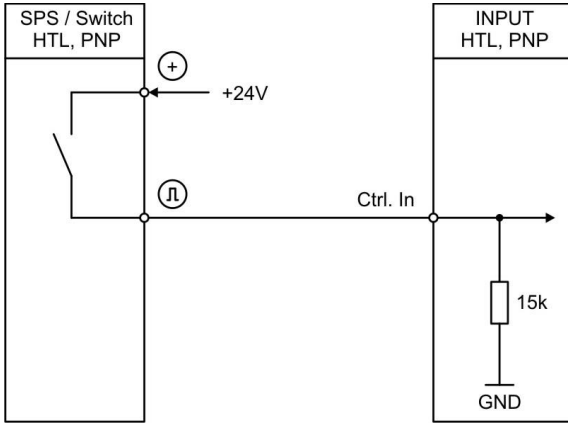 SPS / Switch
HTL, PNP
INPUT
HTL, PNP
+
+24V
Ctrl. In
15k
GND